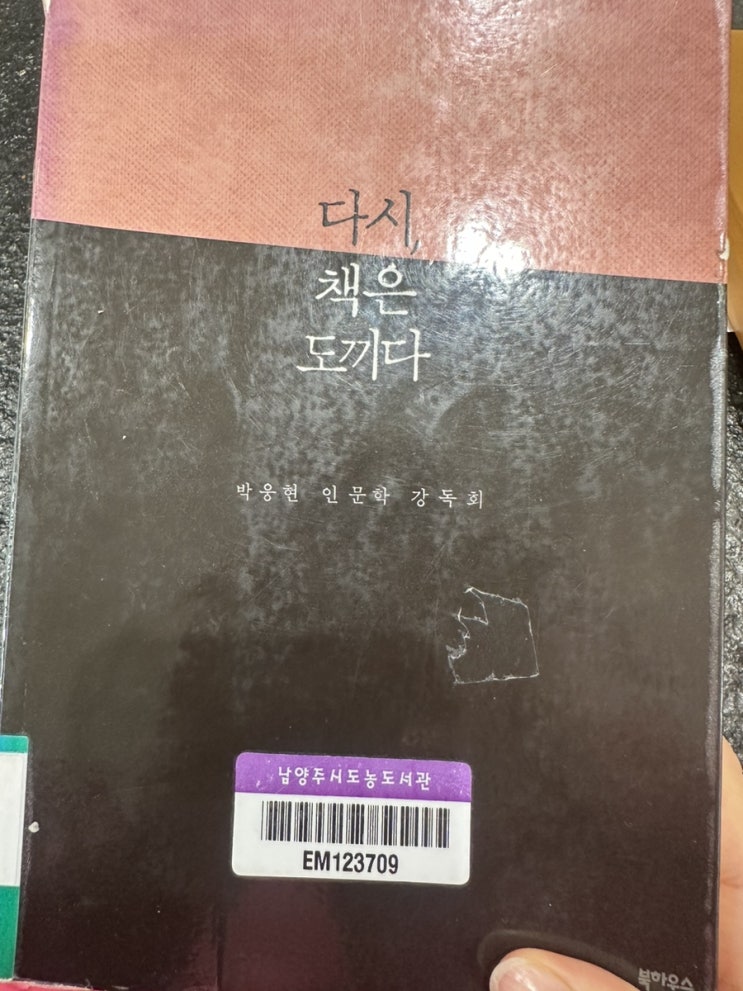 다시,
책은
도끼다
박웅현 인문학 강독회
남양주시도농도서관
EM123709
북하우스